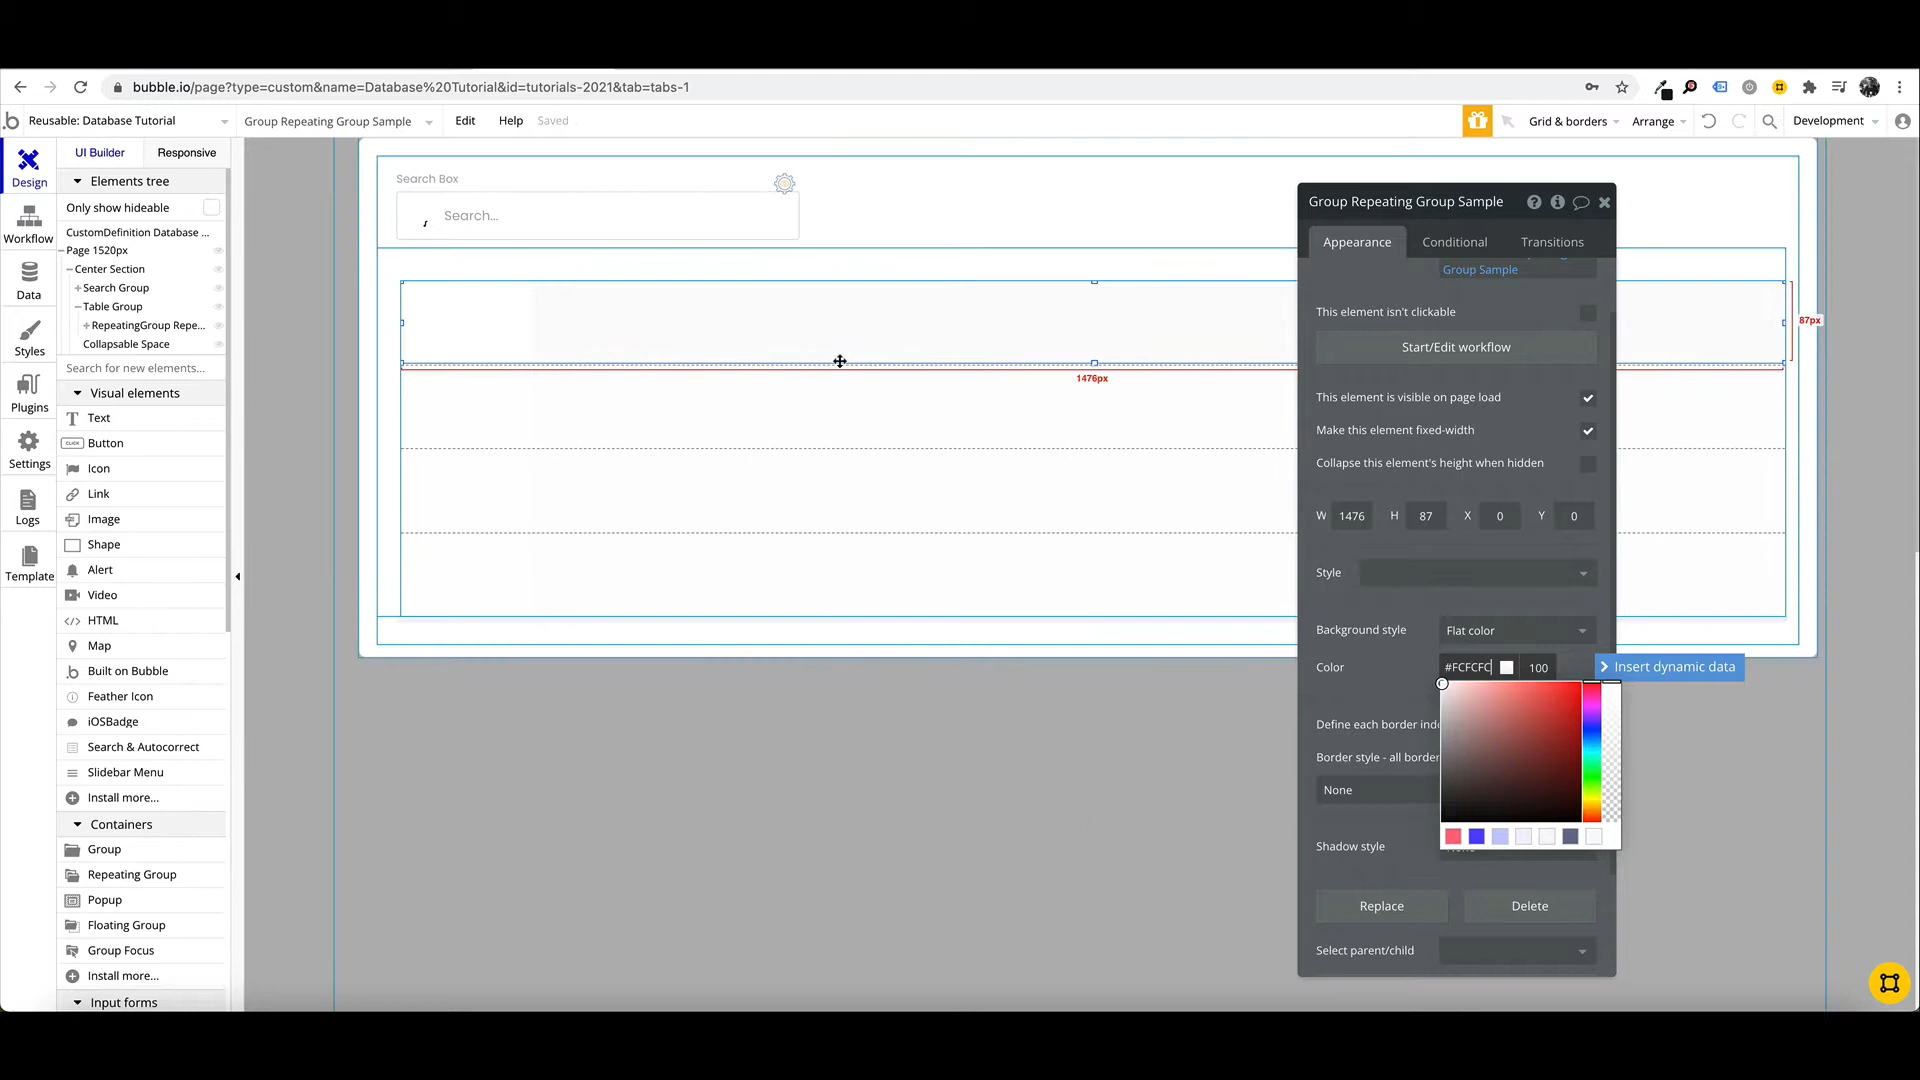 bubble.io/page?type=custom&name=Database%20Tutorial&id=tutorials-2021&tab=tabs-1
Reusable: Database Tutorial
Group Repeating Group Sample
Edit
Help
Saved
Grid & borders
Arrange
Development
Design
Workflow
Data
Styles
Plugins
Settings
Logs
Template
UI Builder
Responsive
Elements tree
Only show hideable
CustomDefinition Database ...
Page 1520px
Center Section
Search Group
Table Group
RepeatingGroup Repe...
Collapsable Space
Search for new elements...
Visual elements
Text
CLICK Button
Icon
Link
Image
Shape
Alert
Video
</> HTML
Map
Built on Bubble
Feather Icon
iOSBadge
Search & Autocorrect
Slidebar Menu
Install more...
Containers
Group
Repeating Group
Popup
Floating Group
Group Focus
Install more...
Input forms
Search Box
Search...
87px
1476px
Group Repeating Group Sample
Appearance
Conditional
Transitions
Group Sample
This element isn't clickable
Start/Edit workflow
This element is visible on page load
Make this element fixed-width
Collapse this element's height when hidden
W 1476 H 87 X 0 Y 0
Style
Background style
Flat color
Color
#FCFCFC
100
Insert dynamic data
Define each border ind
Border style - all border
None
Shadow style
Replace
Delete
Select parent/child